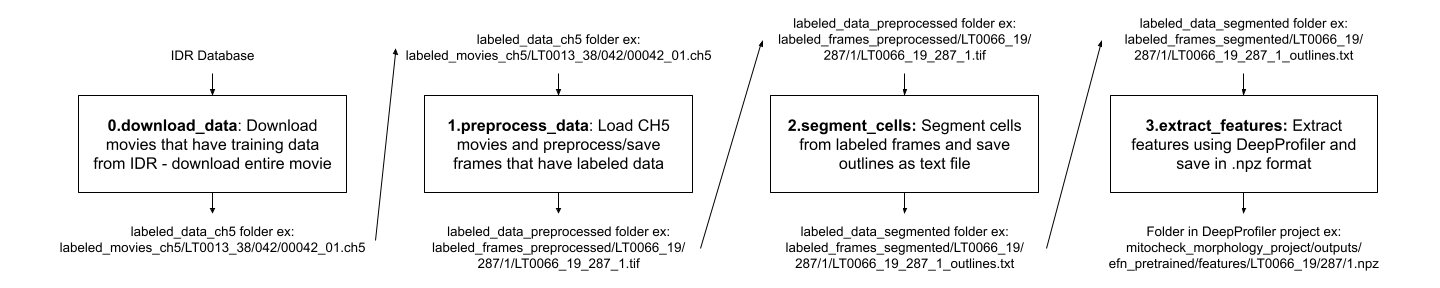 IDR Database
0.download_data: Download
movies that have training data
from IDR - download entire movie
labeled_data_ch5 folder ex:
labeled_movies_ch5/LT0013_38/042/00042_01.ch5
labeled_data_ch5 folder ex:
labeled_movies_ch5/LT0013_38/042/00042_01.ch5
1.preprocess_data: Load CH5
movies and preprocess/save
frames that have labeled data
labeled_data_preprocessed folder ex:
labeled_frames_preprocessed/LT0066_19/
287/1/LT0066_19_287_1.tif
labeled_data_preprocessed folder ex:
labeled_frames_preprocessed/LT0066_19/
287/1/LT0066_19_287_1.tif
2.segment_cells: Segment cells
from labeled frames and save
outlines as text file
labeled_data_segmented folder ex:
labeled_frames_segmented/LT0066_19/
287/1/LT0066_19_287_1_outlines.txt
labeled_data_segmented folder ex:
labeled_frames_segmented/LT0066_19/
287/1/LT0066_19_287_1_outlines.txt
3.extract_features: Extract
features using DeepProfiler and
save in .npz format
Folder in DeepProfiler project ex:
mitocheck_morphology_project/outputs/
efn_pretrained/features/LT0066_19/287/1.npz